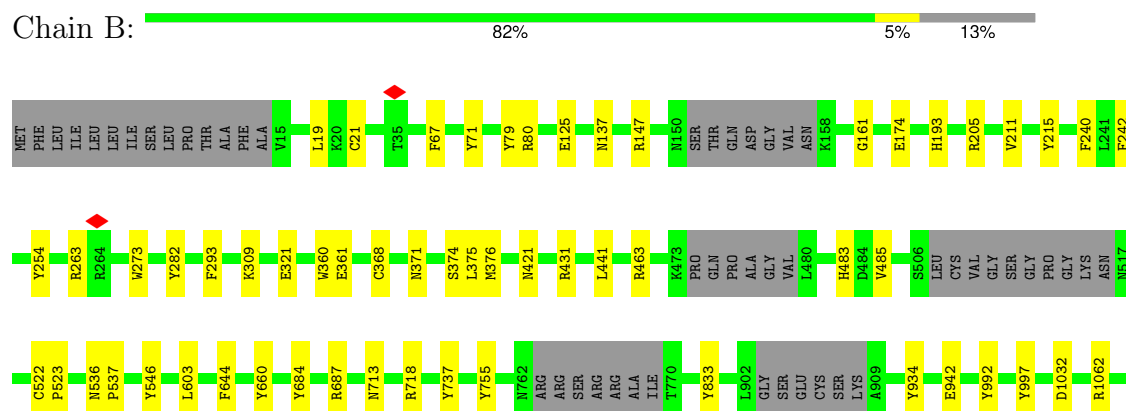 Chain B:
82% 5% 13%
MET PHE LEU ILE LEU LEU ILE SER LEU PRO THR ALA PHE ALA V15 L19 K20 C21 T35 F67 Y71 Y79 R80 E125 N137 R147 N150 SER THR GLN ASP GLY VAL ASN K158 G161 E174 H193 R205 V211 Y215 F240 L241 F242
Y254 R263 R264 W273 Y282 F293 K309 E321 W360 E361 C368 N371 S374 L375 M376 N421 R431 L441 R463 K473 PRO GLN PRO ALA GLY VAL L480 H483 D484 V485 S506 LEU CYS VAL GLY SER GLY PRO GLY LYS ASN N517
C522 P523 N536 P537 Y546 L603 F644 Y660 Y684 R687 N713 R718 Y737 Y755 N762 ARG ARG SER ARG ARG ALA ILE T770 Y833 L902 GLY SER GLU CYS SER LYS A909 Y934 E942 Y992 Y997 D1032 R1062